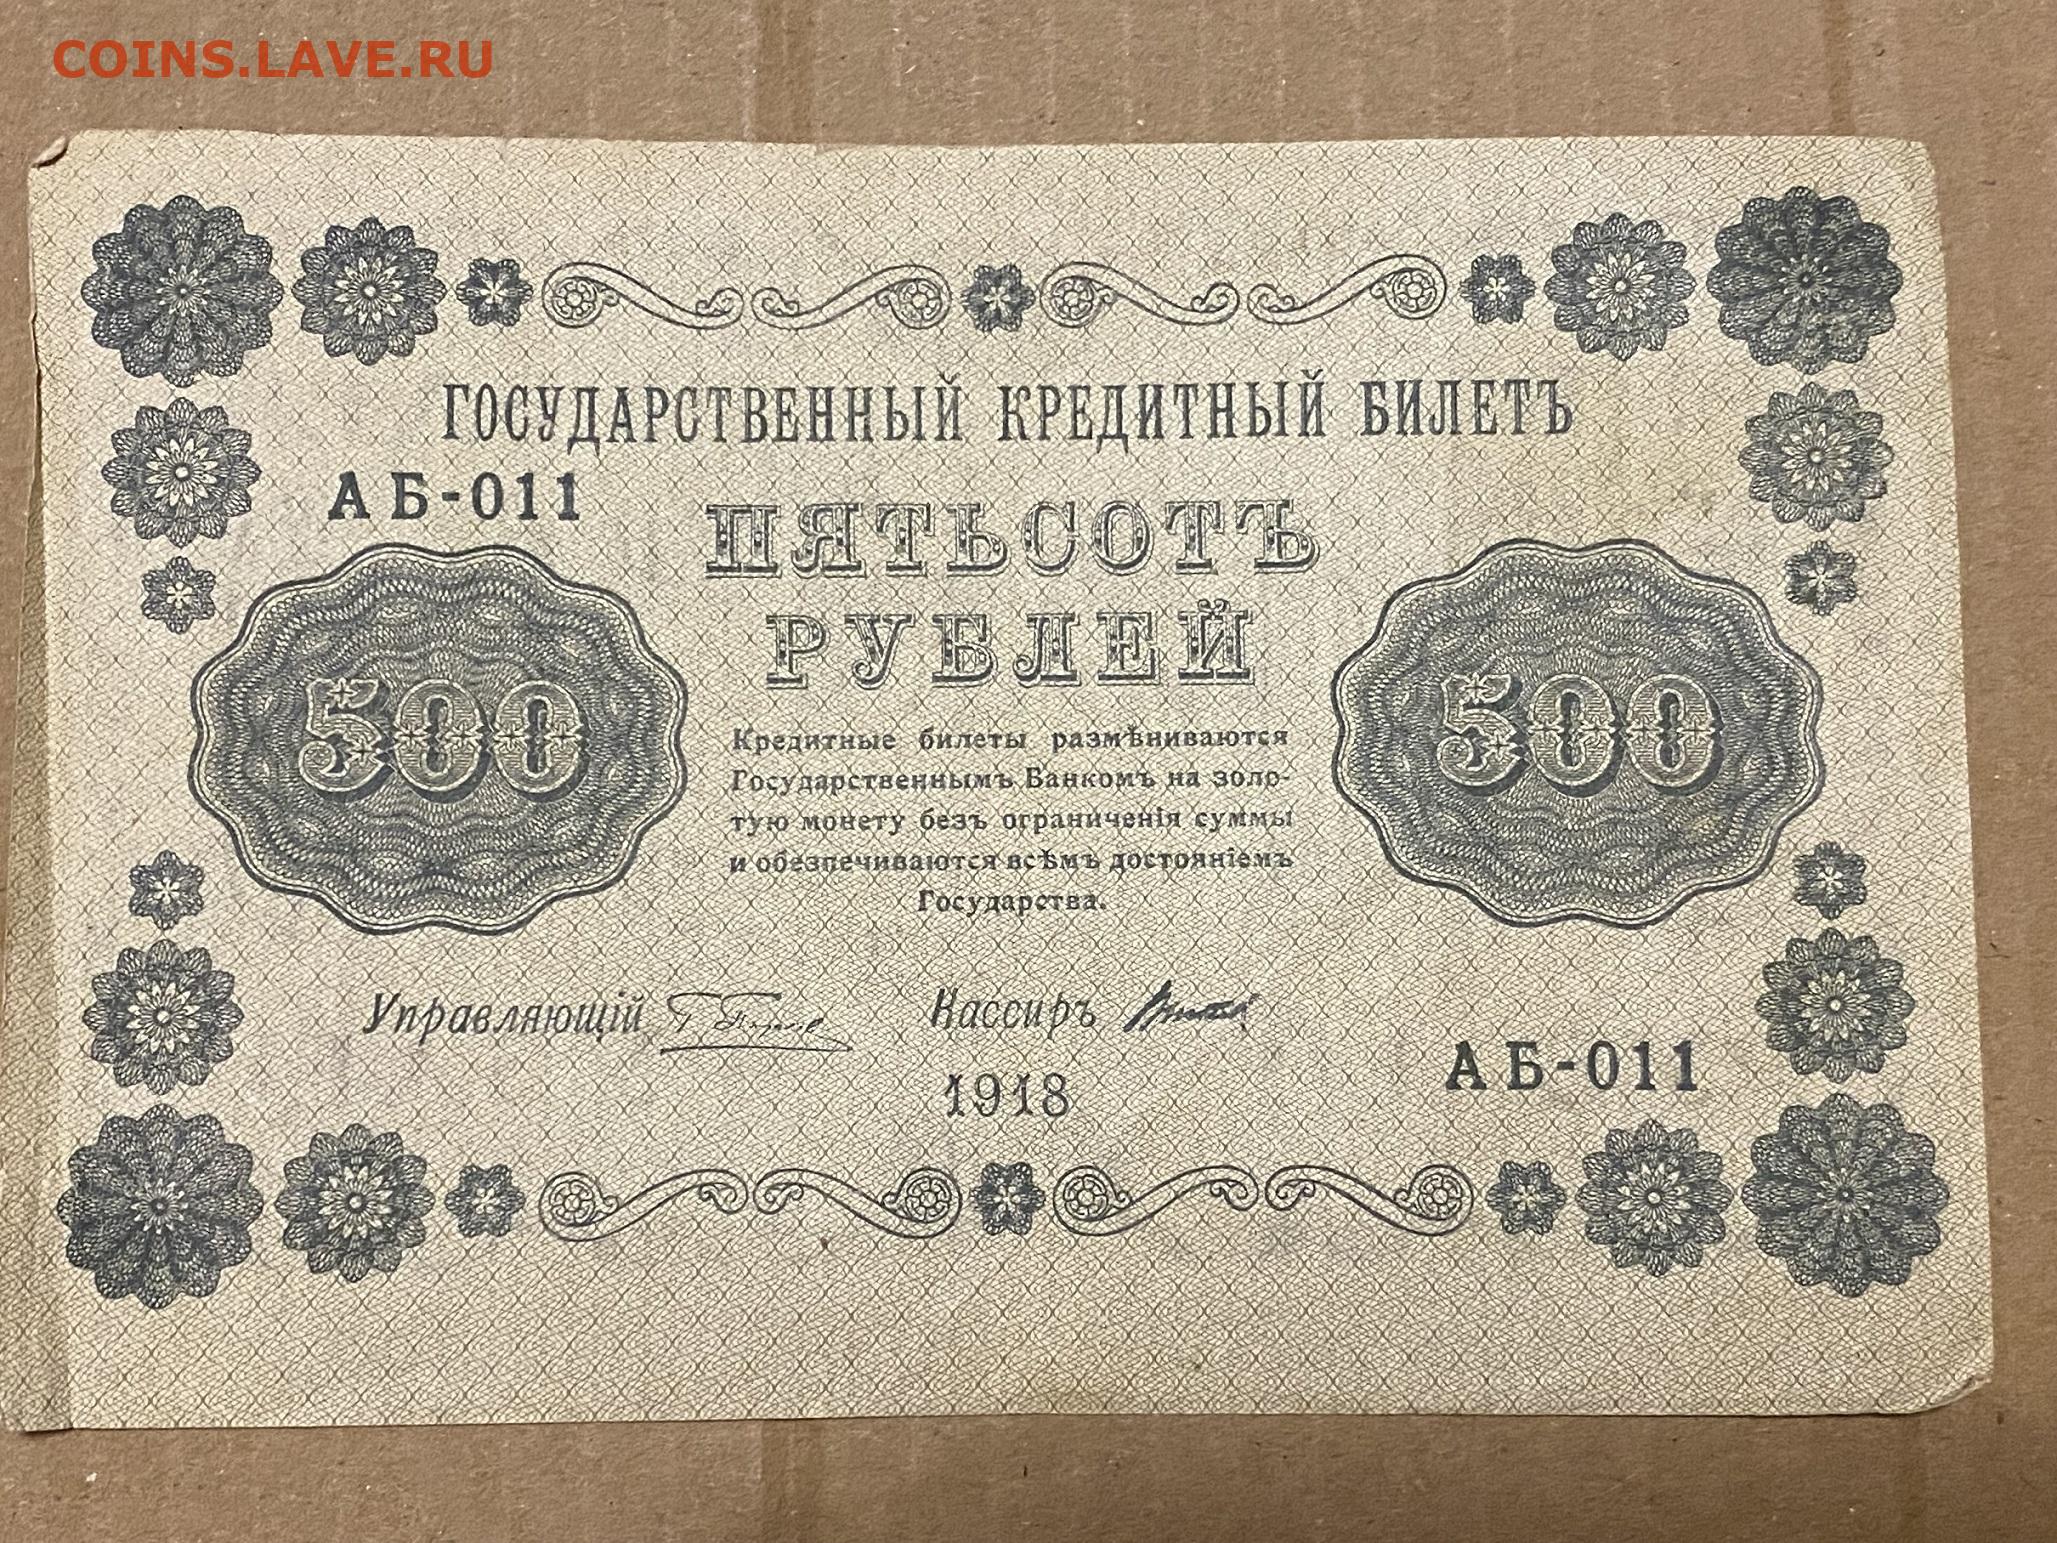 COINS.LAVE.RU
ГОСУДАРСТВЕННЫЙ КРЕДИТНЫЙ БИЛЕТЪ
АБ-011
ПЯТЬСОТЪ
РУБЛЕЙ
500
500
Кредитные билеты размѣниваются
Государственнымъ Банкомъ на золо-
тую монету безъ ограниченія суммы
и обезпечиваются всѣмъ достояніемъ
Государства.
Управляющій
Кассиръ
1918
АБ-011